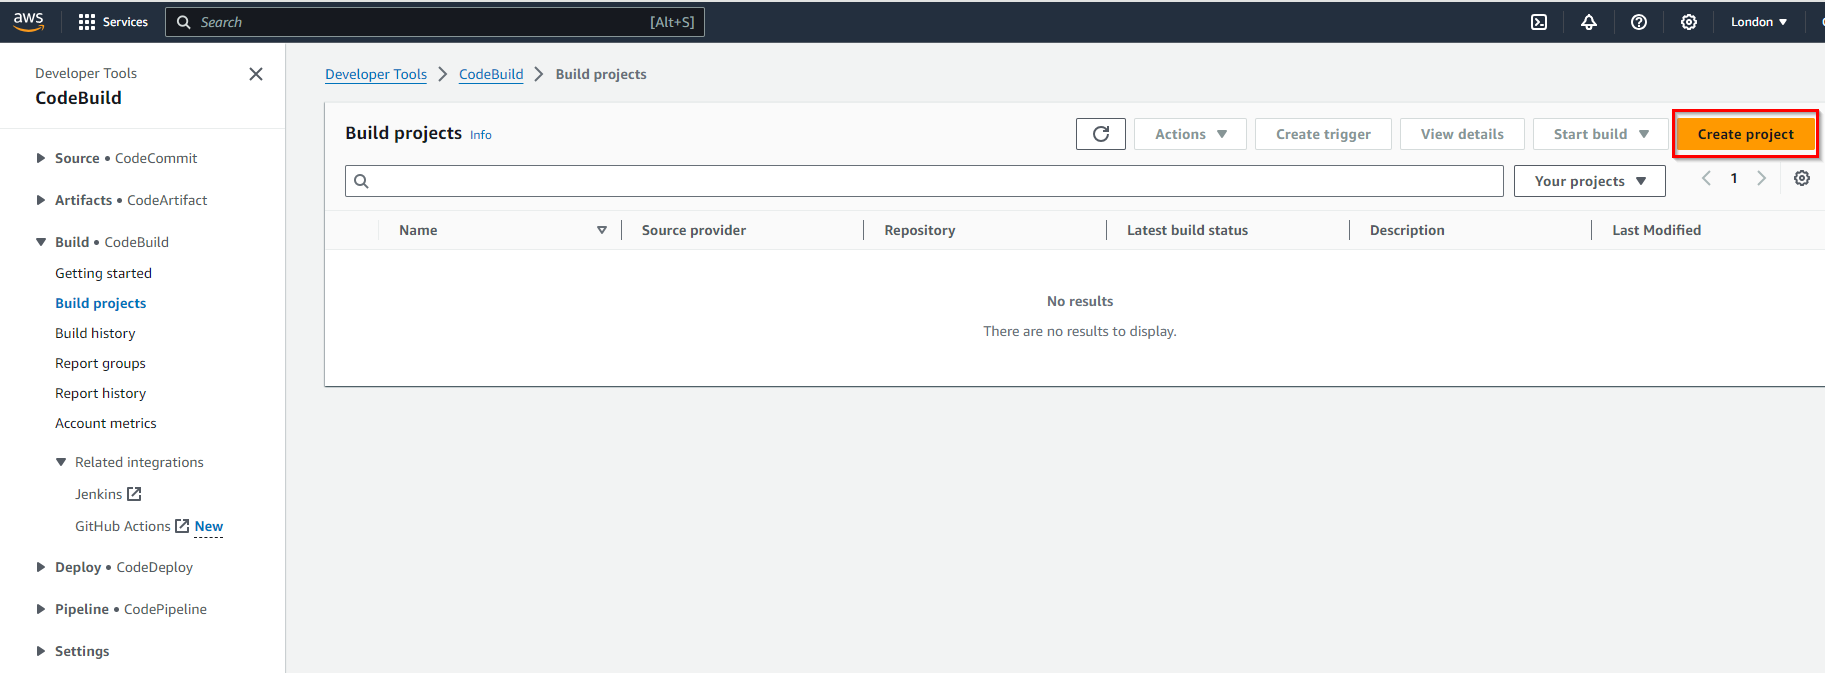 aws Services Search [Alt+S] London
Developer Tools
CodeBuild
Source • CodeCommit
Artifacts • CodeArtifact
Build • CodeBuild
Getting started
Build projects
Build history
Report groups
Report history
Account metrics
Related integrations
Jenkins
GitHub Actions New
Deploy • CodeDeploy
Pipeline • CodePipeline
Settings
Developer Tools CodeBuild Build projects
Build projects Info Actions Create trigger View details Start build Create project
Your projects 1
Name Source provider Repository Latest build status Description Last Modified
No results
There are no results to display.